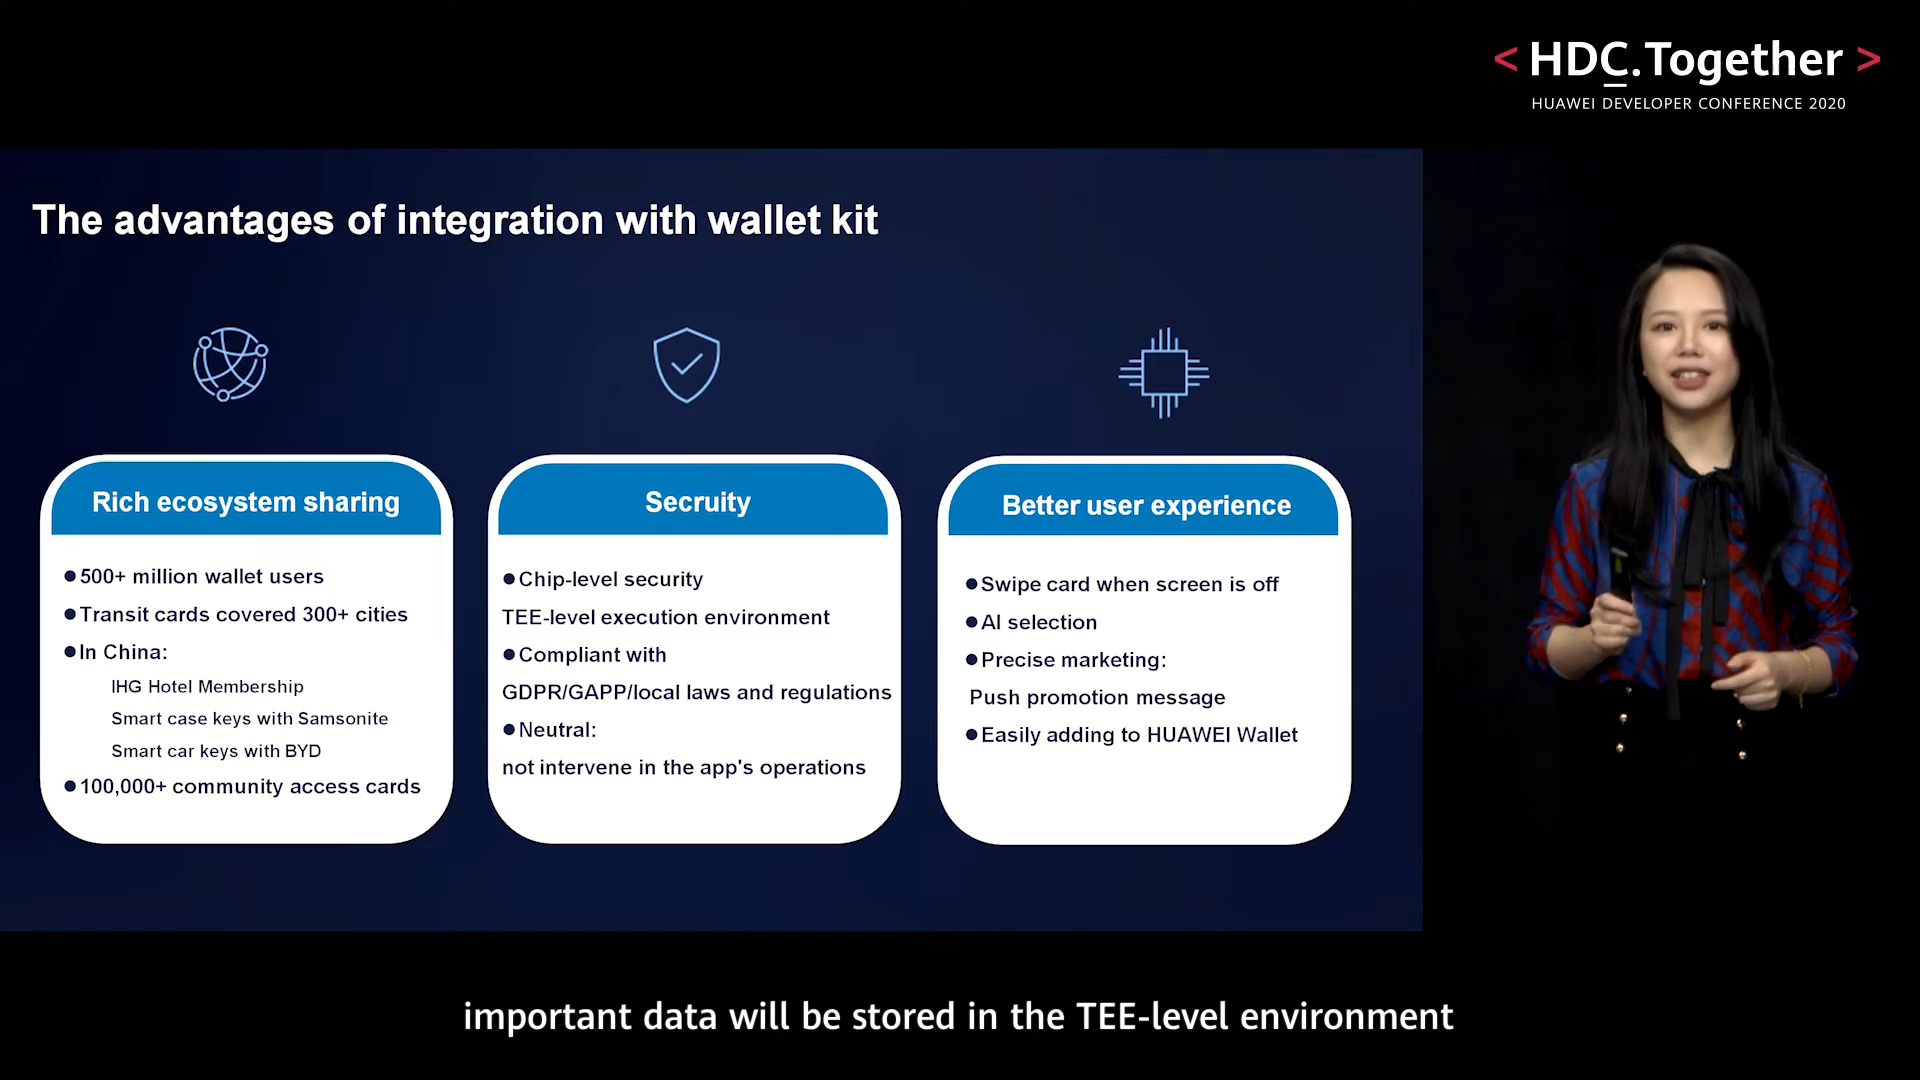 < HDC.Together >
HUAWEI DEVELOPER CONFERENCE 2020
The advantages of integration with wallet kit
Rich ecosystem sharing
●500+ million wallet users
●Transit cards covered 300+ cities
●In China:
IHG Hotel Membership
Smart case keys with Samsonite
Smart car keys with BYD
●100,000+ community access cards
Secruity
●Chip-level security
TEE-level execution environment
●Compliant with
GDPR/GAPP/local laws and regulations
●Neutral:
not intervene in the app's operations
Better user experience
●Swipe card when screen is off
●AI selection
●Precise marketing:
Push promotion message
●Easily adding to HUAWEI Wallet
important data will be stored in the TEE-level environment